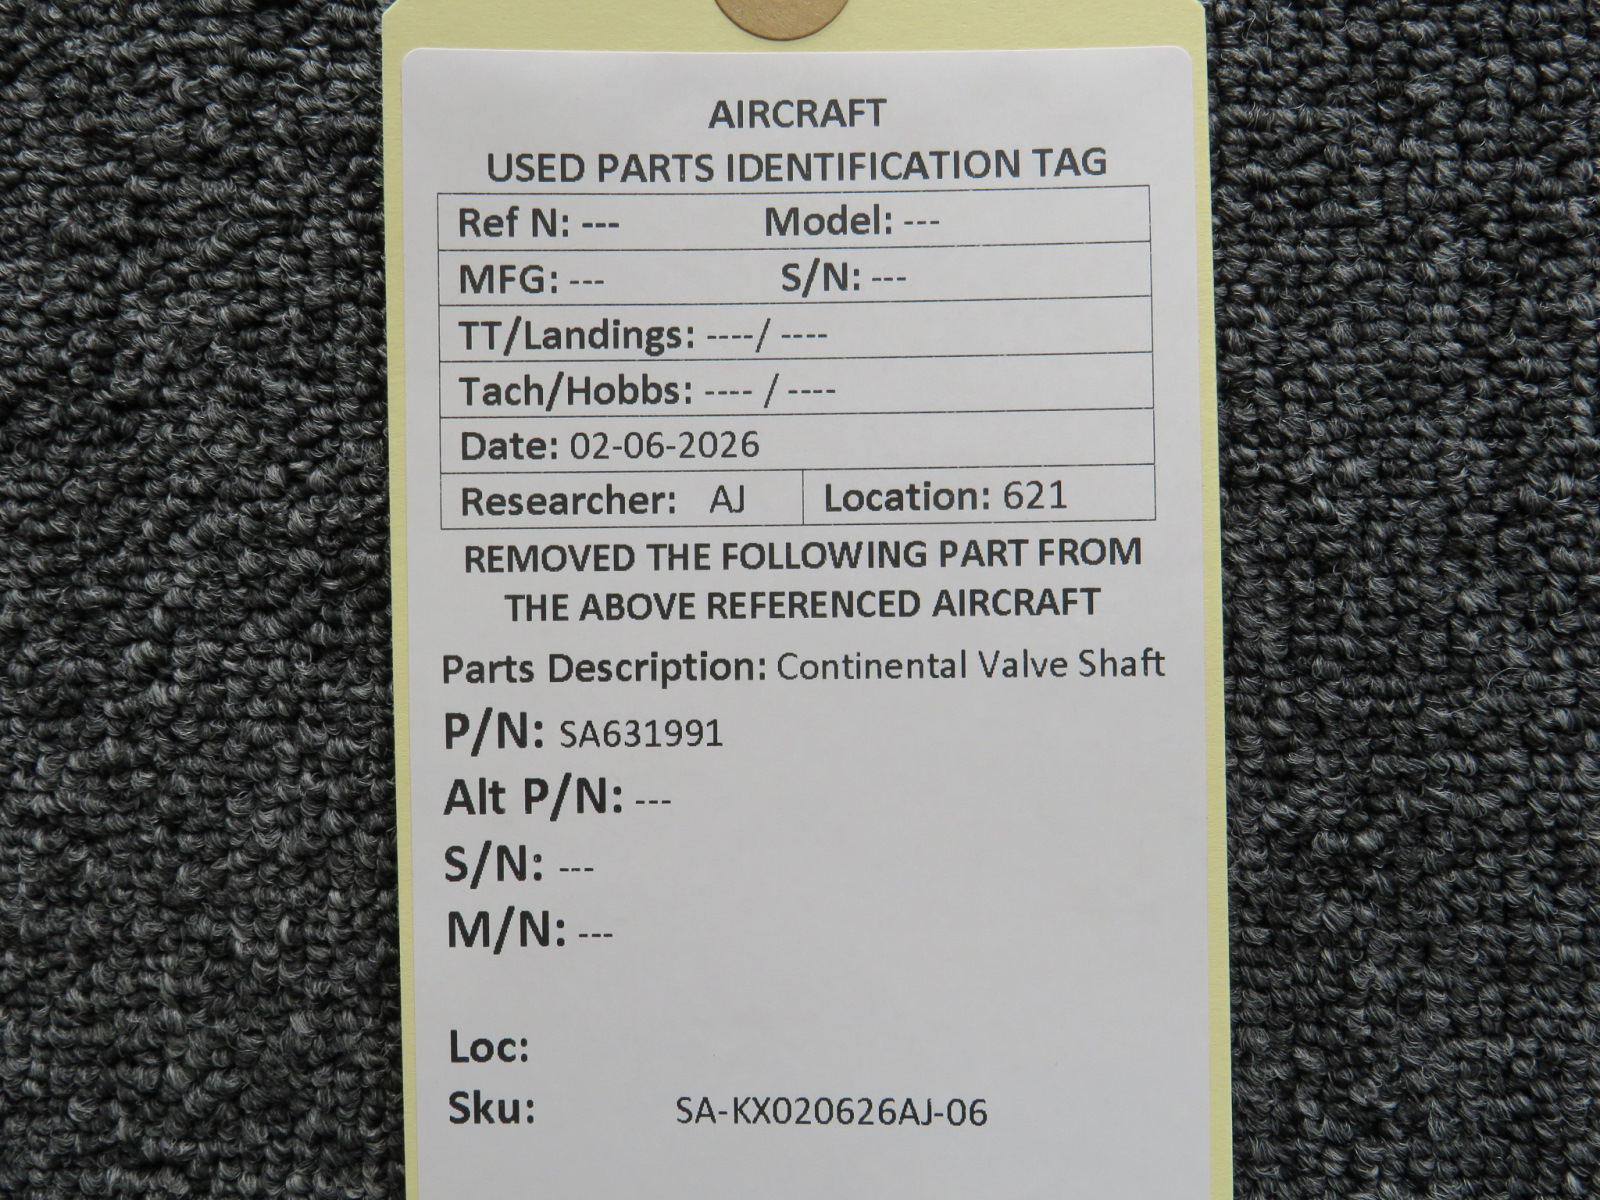 AIRCRAFT
USED PARTS IDENTIFICATION TAG
Ref N: --- Model: ---
MFG: --- S/N: ---
TT/Landings: ----/ ----
Tach/Hobbs: ---- / ----
Date: 02-06-2026
Researcher: AJ Location: 621
REMOVED THE FOLLOWING PART FROM
THE ABOVE REFERENCED AIRCRAFT
Parts Description: Continental Valve Shaft
P/N: SA631991
Alt P/N: ---
S/N: ---
M/N: ---
Loc:
Sku: SA-KX020626AJ-06